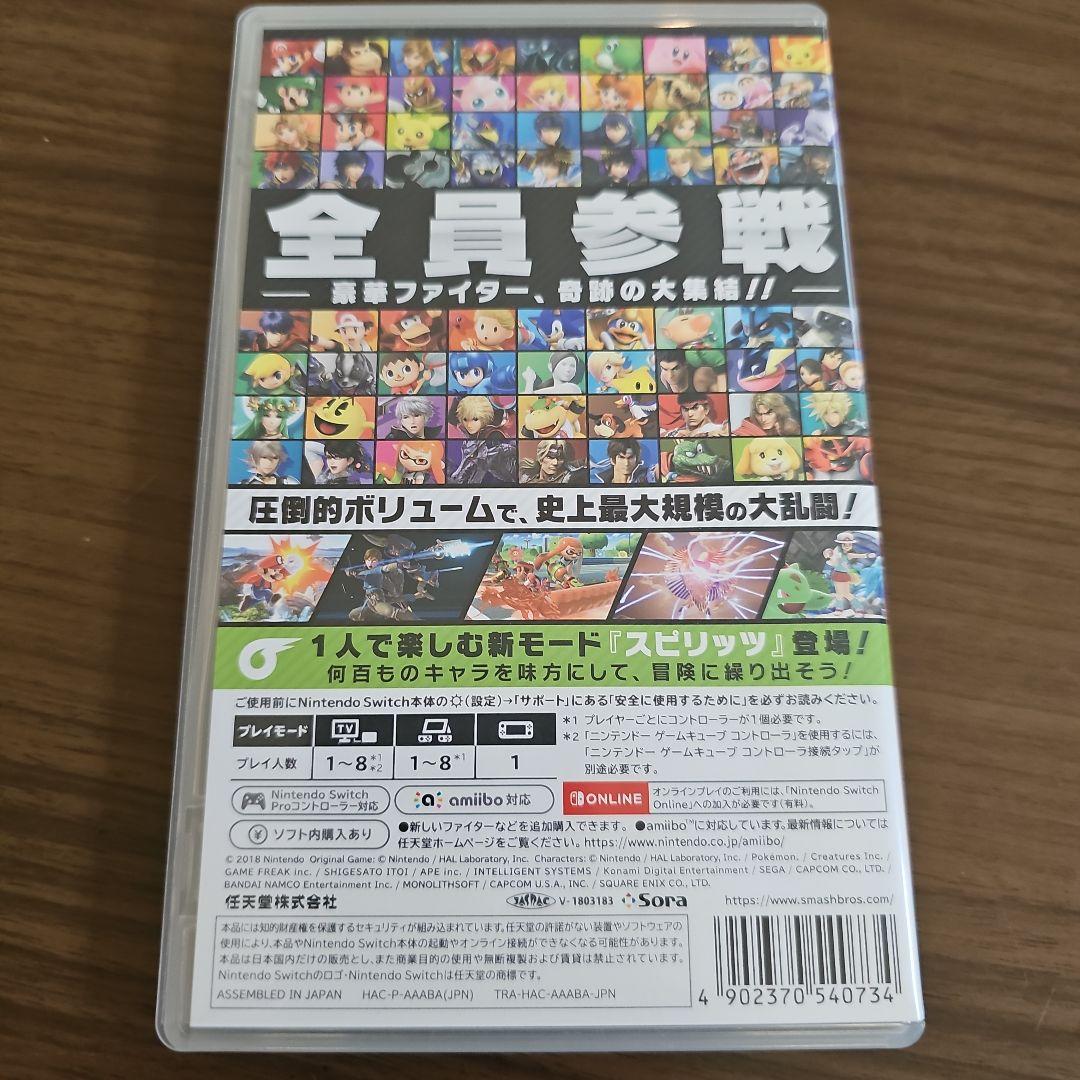 全員参戦
豪華ファイター、奇跡の大集結!!
圧倒的ボリュームで、史上最大規模の大乱闘!
1人で楽しむ新モード『スピリッツ』登場!
何百ものキャラを味方にして、冒険に繰り出そう!
ご使用前にNintendo Switch本体の(設定)→「サポート」にある「安全に使用するために」を必ずお読みください。
プレイモード TV
プレイ人数 1~8 *1 *2 1~8 *1 1
*1 プレイヤーごとにコントローラーが1個必要です。
*2 「ニンテンドー ゲームキューブ コントローラ」を使用するには、
「ニンテンドー ゲームキューブ コントローラ接続タップ」が
別途必要です。
Nintendo Switch
Proコントローラー対応
amiibo 対応
ONLINE
オンラインプレイのご利用には、「Nintendo Switch
Online」への加入が必要です(有料)。
¥ ソフト内購入あり
●新しいファイターなどを追加購入できます。 ●amiibo™に対応しています。最新情報については
任天堂ホームページをご覧ください。https://www.nintendo.co.jp/amiibo/
© 2018 Nintendo Original Game: © Nintendo / HAL Laboratory, Inc. Characters: © Nintendo / HAL Laboratory, Inc. / Pokémon. / Creatures Inc. /
GAME FREAK inc. / SHIGESATO ITOI / APE inc. / INTELLIGENT SYSTEMS / Konami Digital Entertainment / SEGA / CAPCOM CO., LTD. /
BANDAI NAMCO Entertainment Inc. / MONOLITHSOFT / CAPCOM U.S.A., INC. / SQUARE ENIX CO., LTD.
任天堂株式会社
JASRAC V-1803183 Sora https://www.smashbros.com/
本品には知的財産権を保護するセキュリティが組み込まれています。任天堂の許諾がない装置やソフトウェアの
使用により、本品やNintendo Switch本体の起動やオンライン接続ができなくなる可能性があります。
本品は日本国内だけの販売とし、また商業目的の使用や無断複製および賃貸は禁止されています。
Nintendo Switchのロゴ・Nintendo Switchは任天堂の商標です。
ASSEMBLED IN JAPAN HAC-P-AAABA(JPN) TRA-HAC-AAABA-JPN
4 902370 540734